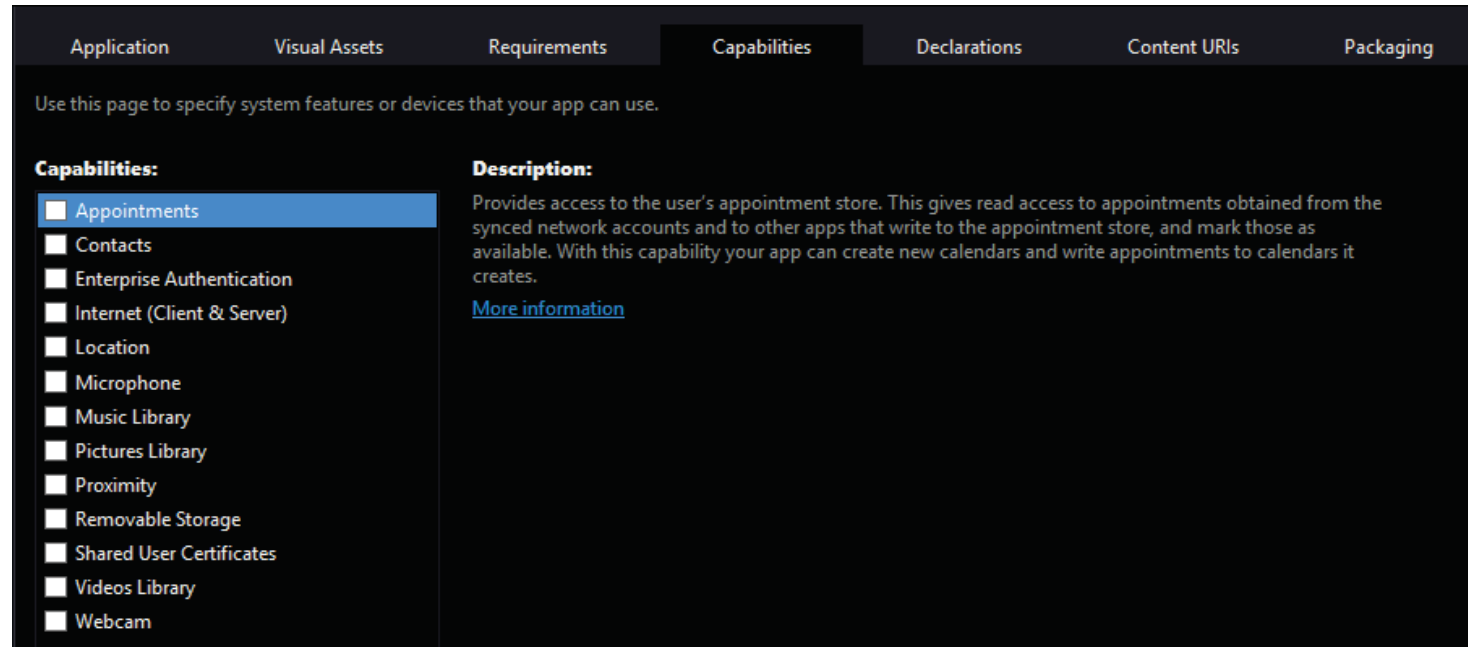 Application Visual Assets Requirements Capabilities Declarations Content URIs Packaging
Use this page to specify system features or devices that your app can use.
Capabilities:
Appointments
Contacts
Enterprise Authentication
Internet (Client & Server)
Location
Microphone
Music Library
Pictures Library
Proximity
Removable Storage
Shared User Certificates
Videos Library
Webcam
Description:
Provides access to the user's appointment store. This gives read access to appointments obtained from the
synced network accounts and to other apps that write to the appointment store, and mark those as
available. With this capability your app can create new calendars and write appointments to calendars it
creates.
More information